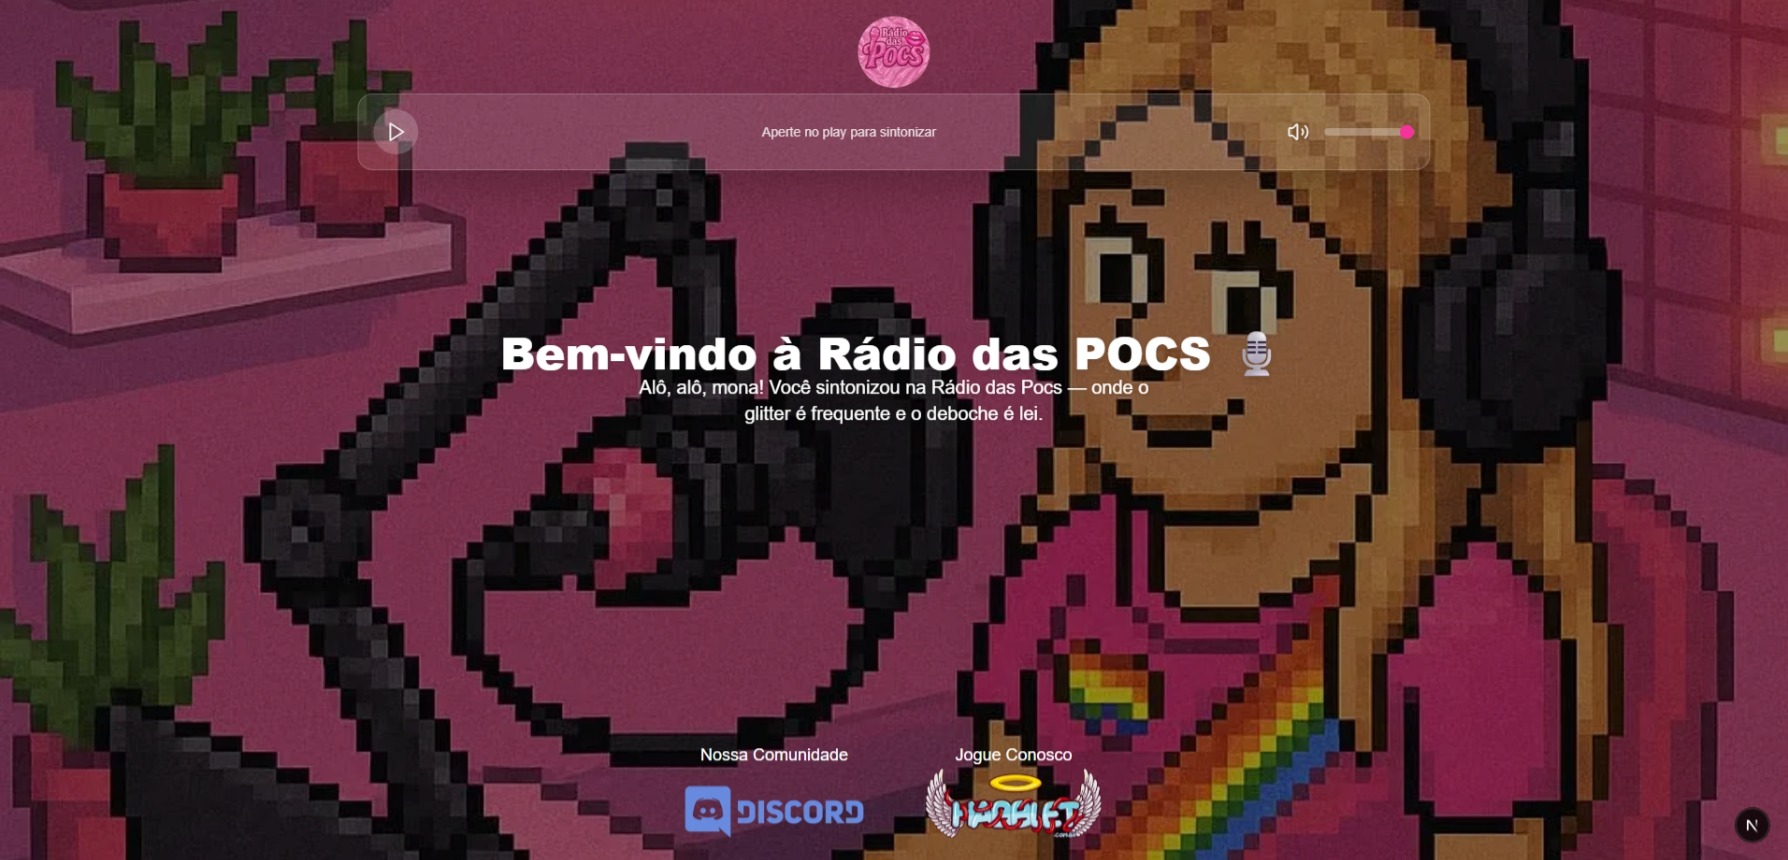 Rádio
das
Pocs
Aperte no play para sintonizar
Bem-vindo à Rádio das POCS
Alô, alô, mona! Você sintonizou na Rádio das Pocs — onde o
glitter é frequente e o deboche é lei.
Nossa Comunidade
Jogue Conosco
DISCORD
N